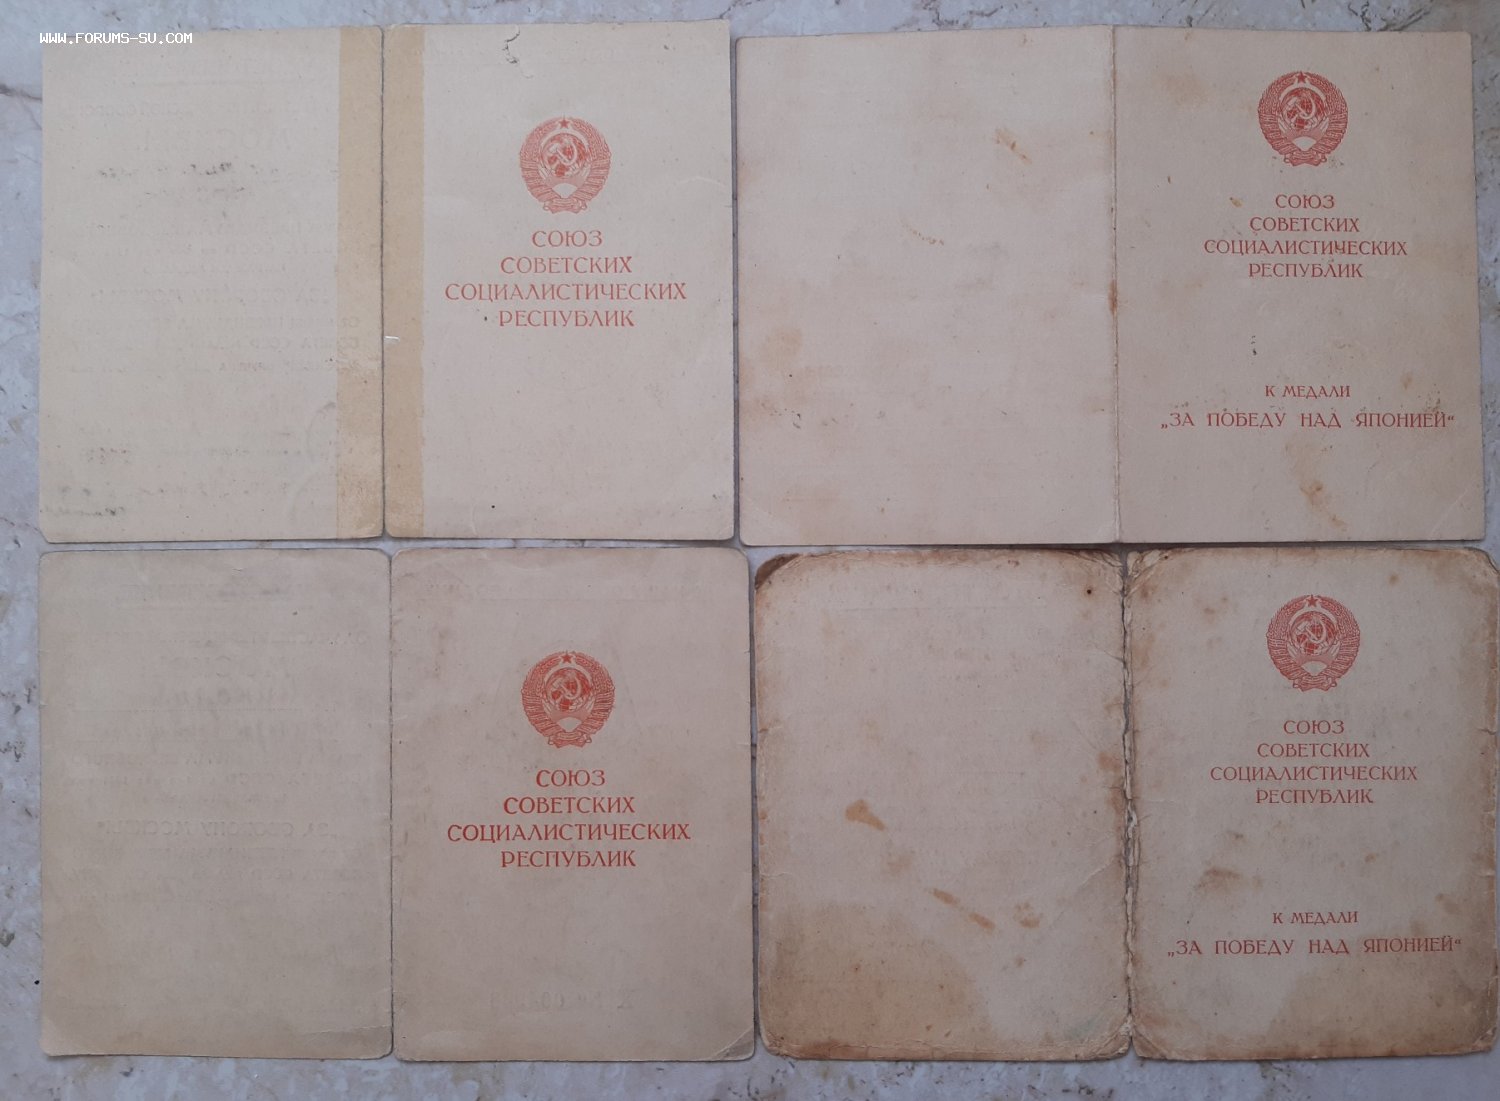 WWW.FORUMS-SU.COM
СОЮЗ
СОВЕТСКИХ
СОЦИАЛИСТИЧЕСКИХ
РЕСПУБЛИК
СОЮЗ
СОВЕТСКИХ
СОЦИАЛИСТИЧЕСКИХ
РЕСПУБЛИК
К МЕДАЛИ
„ЗА ПОБЕДУ НАД ЯПОНИЕЙ“
СОЮЗ
СОВЕТСКИХ
СОЦИАЛИСТИЧЕСКИХ
РЕСПУБЛИК
СОЮЗ
СОВЕТСКИХ
СОЦИАЛИСТИЧЕСКИХ
РЕСПУБЛИК
К МЕДАЛИ
„ЗА ПОБЕДУ НАД ЯПОНИЕЙ“